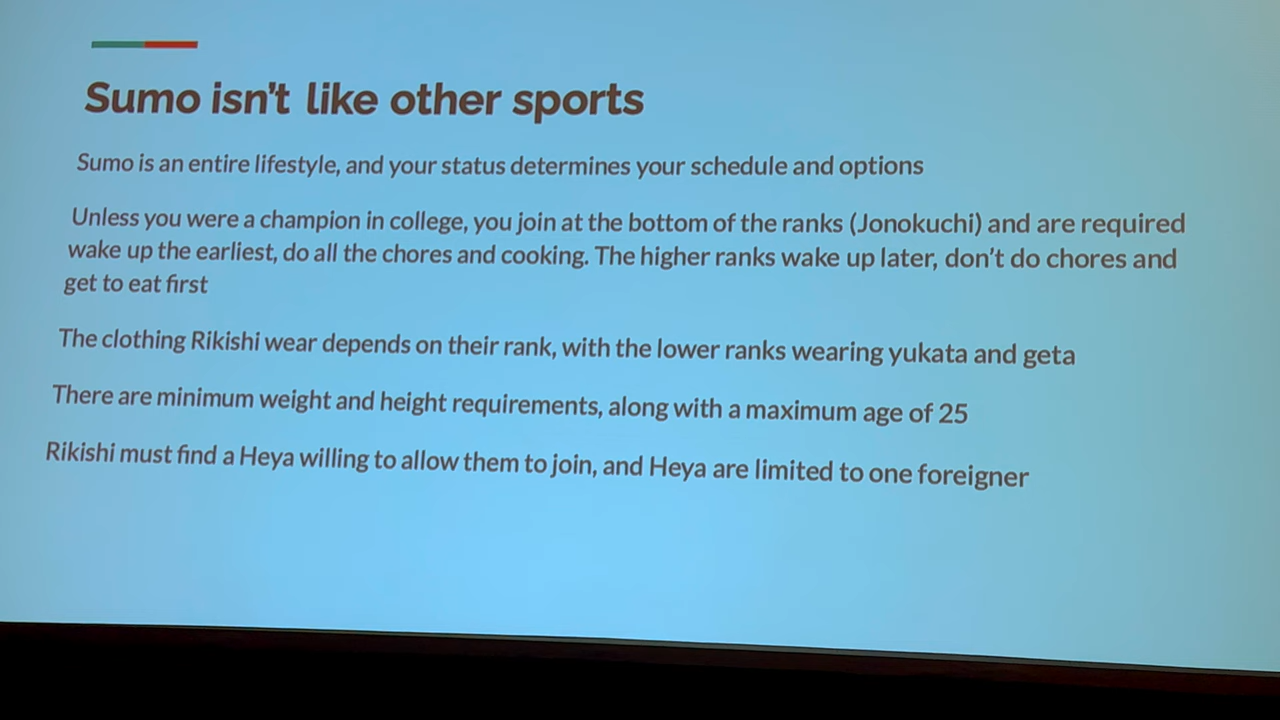 Sumo isn't like other sports
Sumo is an entire lifestyle, and your status determines your schedule and options
Unless you were a champion in college, you join at the bottom of the ranks (Jonokuchi) and are required
wake up the earliest, do all the chores and cooking. The higher ranks wake up later, don't do chores and
get to eat first
The clothing Rikishi wear depends on their rank, with the lower ranks wearing yukata and geta
There are minimum weight and height requirements, along with a maximum age of 25
Rikishi must find a Heya willing to allow them to join, and Heya are limited to one foreigner